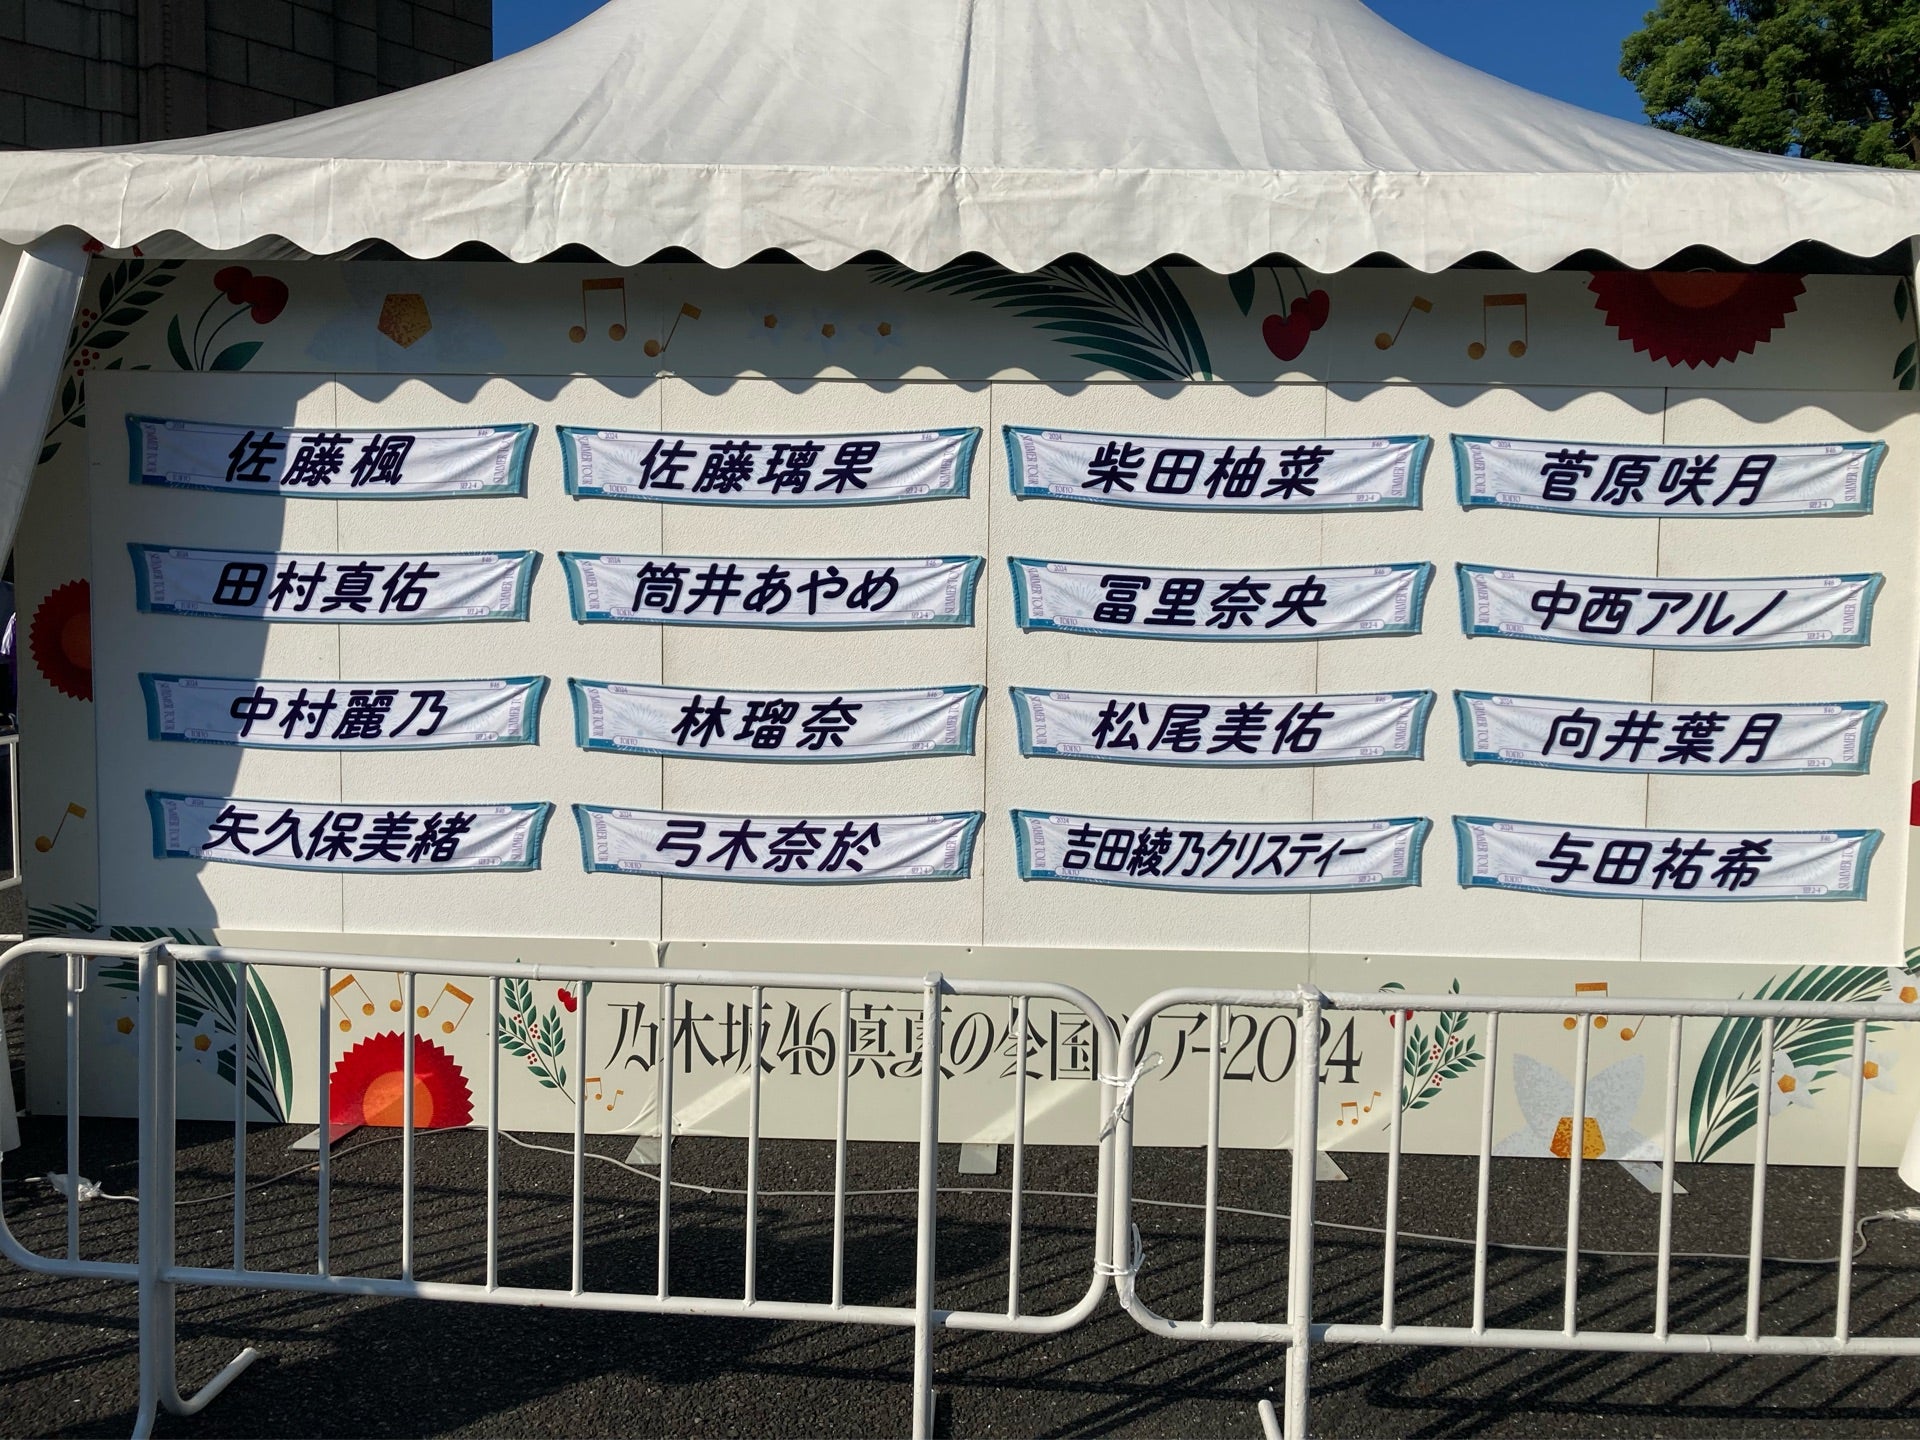 佐藤楓
佐藤璃果
柴田柚菜
菅原咲月
田村真佑
筒井あやめ
冨里奈央
中西アルノ
中村麗乃
林瑠奈
松尾美佑
向井葉月
矢久保美緒
弓木奈於
吉田綾乃クリスティー
与田祐希
乃木坂46真夏の全国ツアー2024